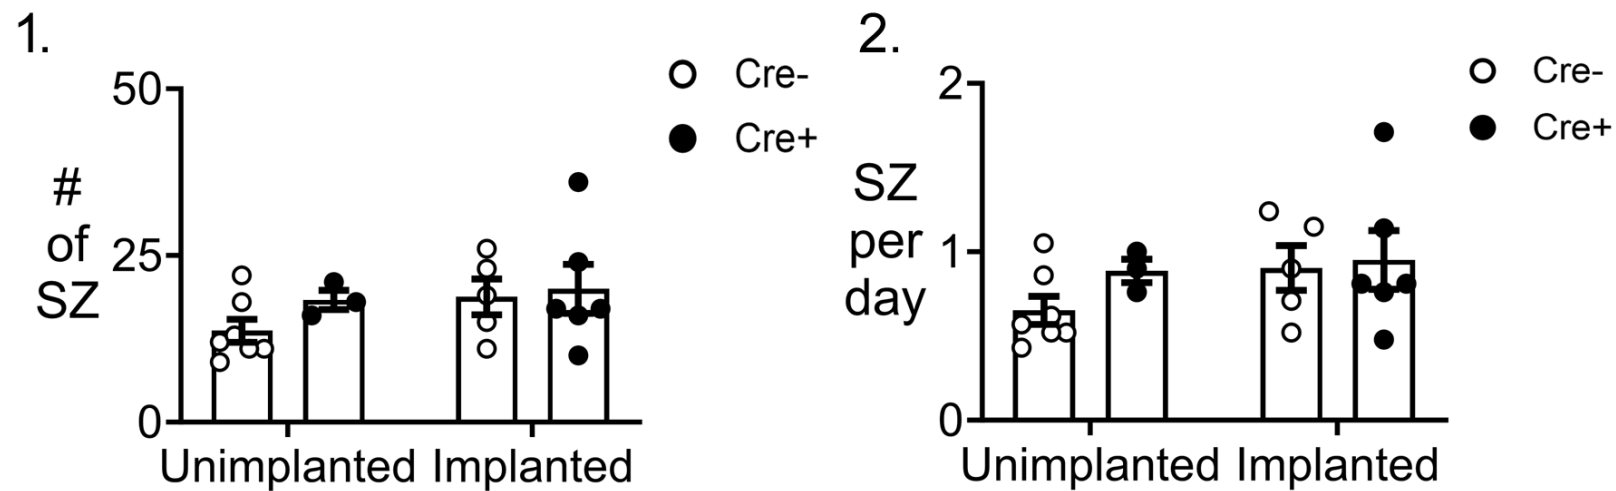 1.
50
25
0
#
of
SZ
Cre-
Cre+
Unimplanted Implanted
2.
2
1
0
SZ
per
day
Cre-
Cre+
Unimplanted Implanted